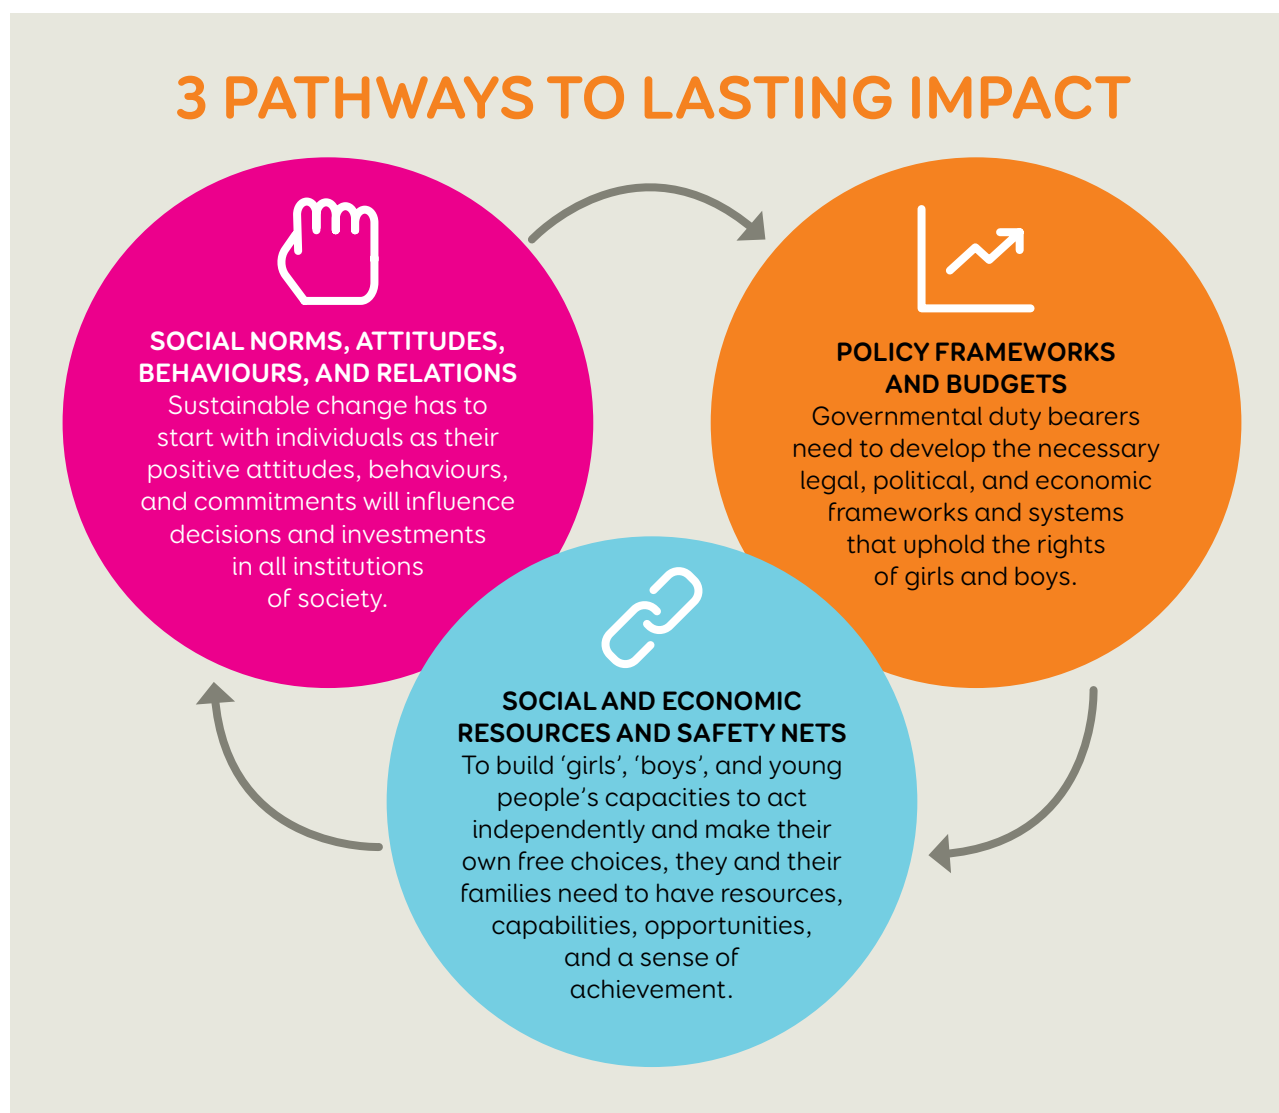 3 PATHWAYS TO LASTING IMPACT
SOCIAL NORMS, ATTITUDES,
BEHAVIOURS, AND RELATIONS
Sustainable change has to
start with individuals as their
positive attitudes, behaviours,
and commitments will influence
decisions and investments
in all institutions
of society.
POLICY FRAMEWORKS
AND BUDGETS
Governmental duty bearers
need to develop the necessary
legal, political, and economic
frameworks and systems
that uphold the rights
of girls and boys.
SOCIAL AND ECONOMIC
RESOURCES AND SAFETY NETS
To build ‘girls’, ‘boys’, and young
people’s capacities to act
independently and make their
own free choices, they and their
families need to have resources,
capabilities, opportunities,
and a sense of
achievement.